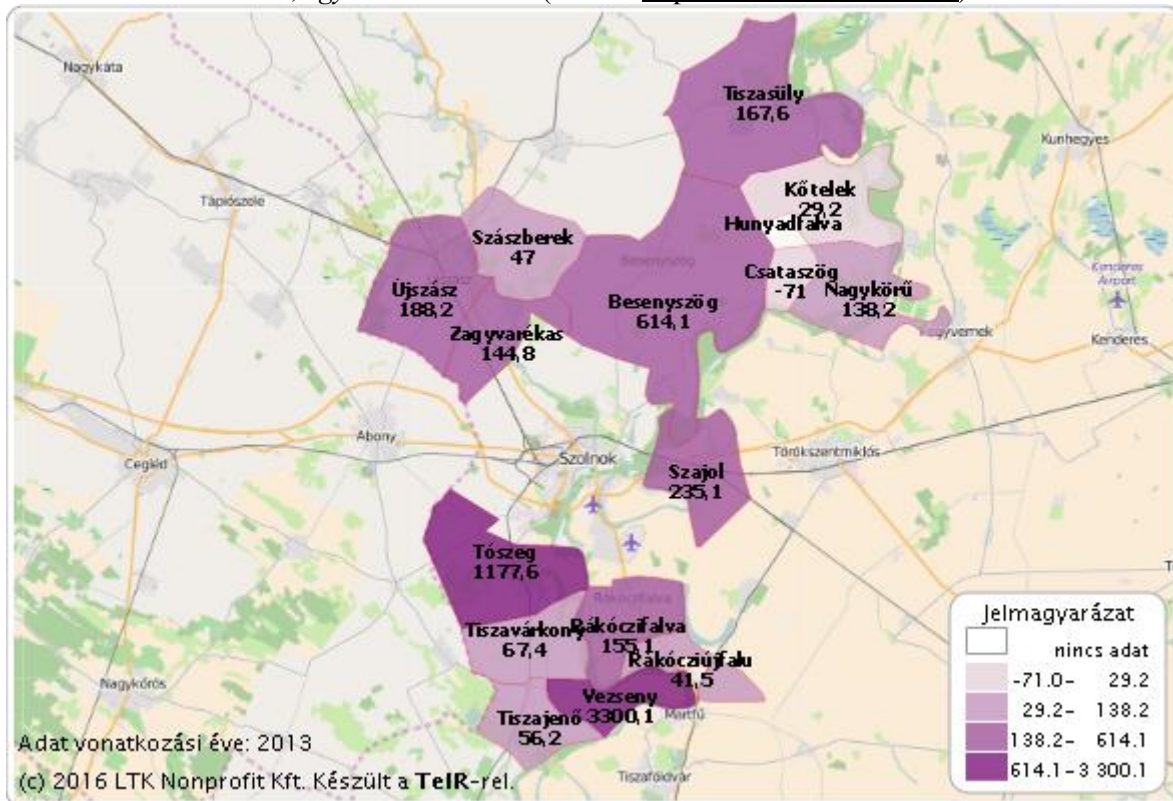 Nagykáta
Tiszasüly
167,6
Kunhegyes
Tápiószele
Kőtelek
29,2
Hunyadfalva
Szászberek
47
Besenyszög
Csataszög
-71
Nagykörű
138,2
Kenderes
Airport
Újszász
188,2
Besenyszög
614,1
Zagyvarékas
144,8
Kenderes
Abony
Cegléd
Szolnok
Törökszentmiklós
Szajol
235,1
Tószeg
1177,6
Rákóczifalva
Tiszavárkony
67,4
Rákóczifalva
155,1
Rákócziújfalu
41,5
Nagykőrös
Vezseny
3300,1
Martfű
Tiszajenő
56,2
Tiszaföldvár
Jelmagyarázat
nincs adat
-71.0- 29.2
29.2- 138.2
138.2- 614.1
614.1-3 300.1
Adat vonatkozási éve: 2013
(c) 2016 LTK Nonprofit Kft. Készült a TeIR-rel.